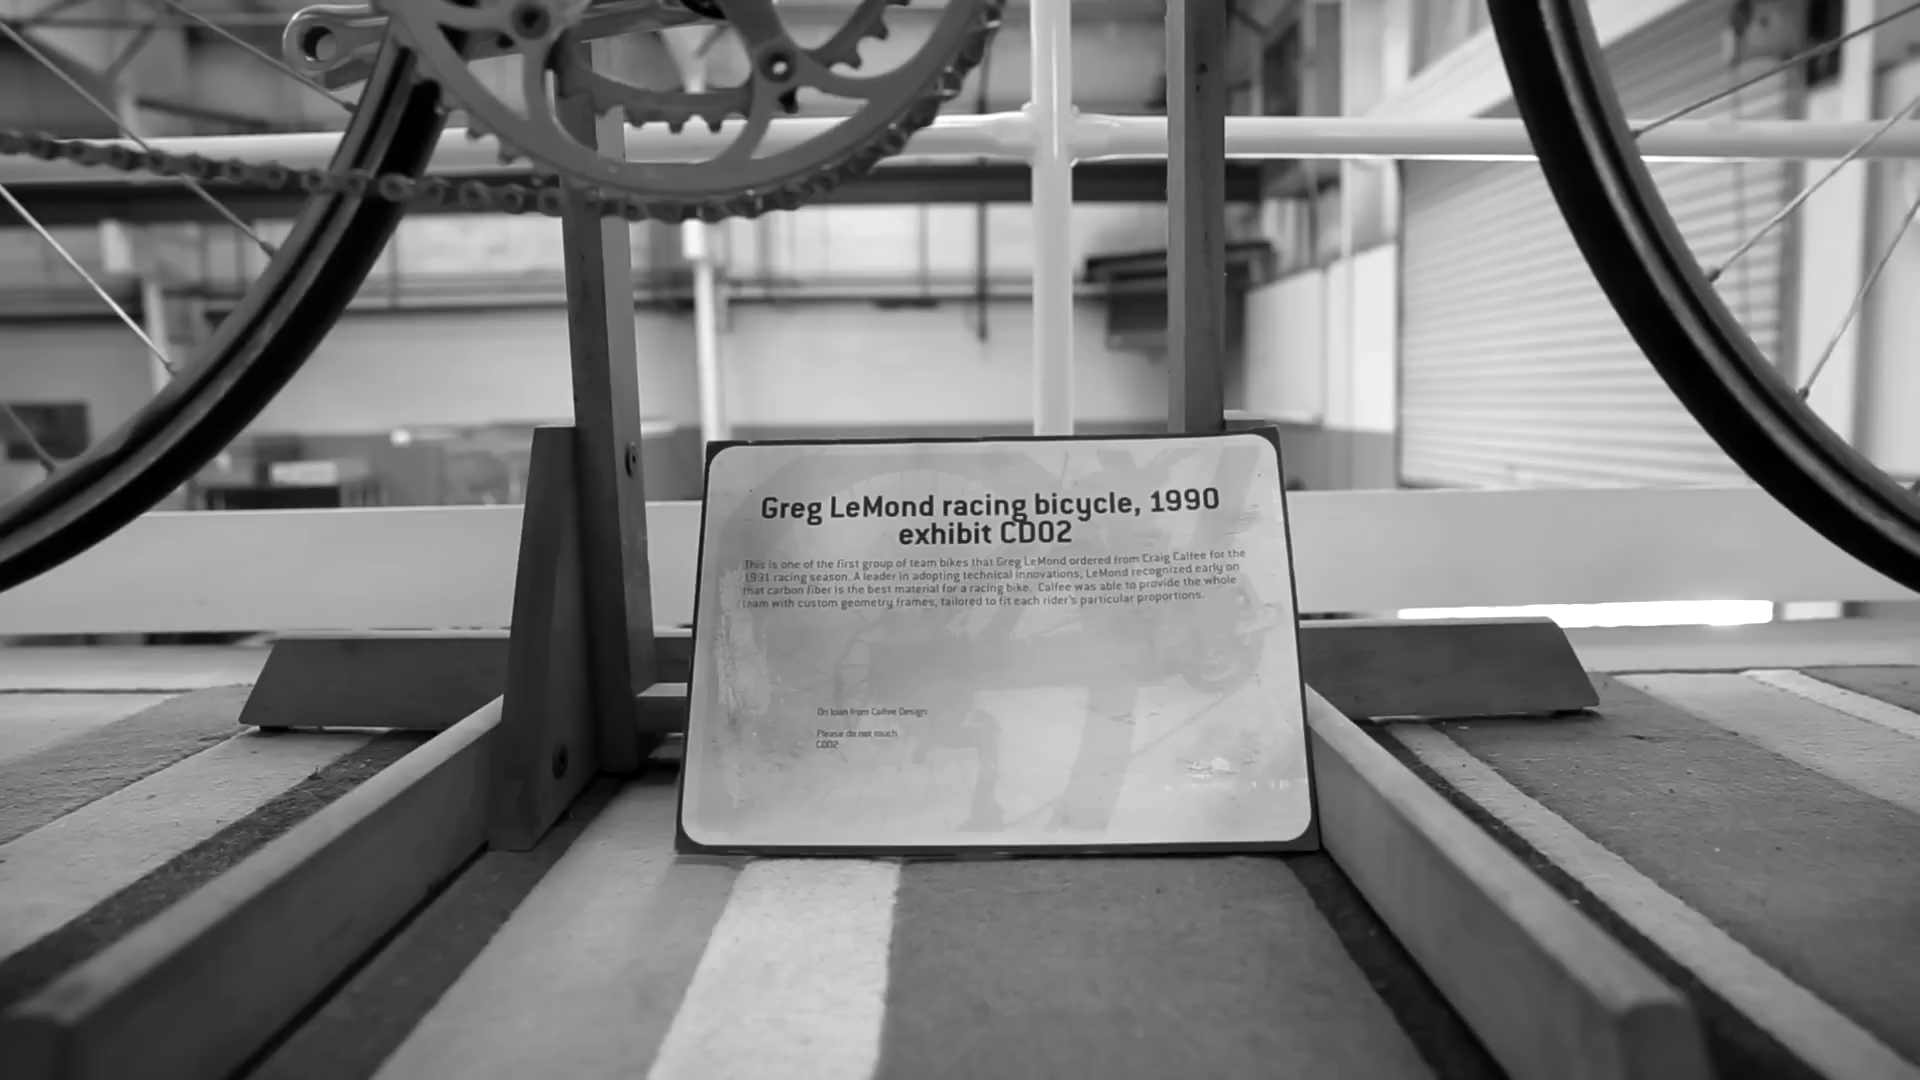 Greg LeMond racing bicycle, 1990
exhibit CD02
This is one of the first group of team bikes that Greg LeMond ordered from Craig Calfee for the
1991 racing season. A leader in adopting technical innovations, LeMond recognized early on
that carbon fiber is the best material for a racing bike. Calfee was able to provide the whole
team with custom geometry frames, tailored to fit each rider's particular proportions.
On loan from Calfee Design
Please do not touch
CD02